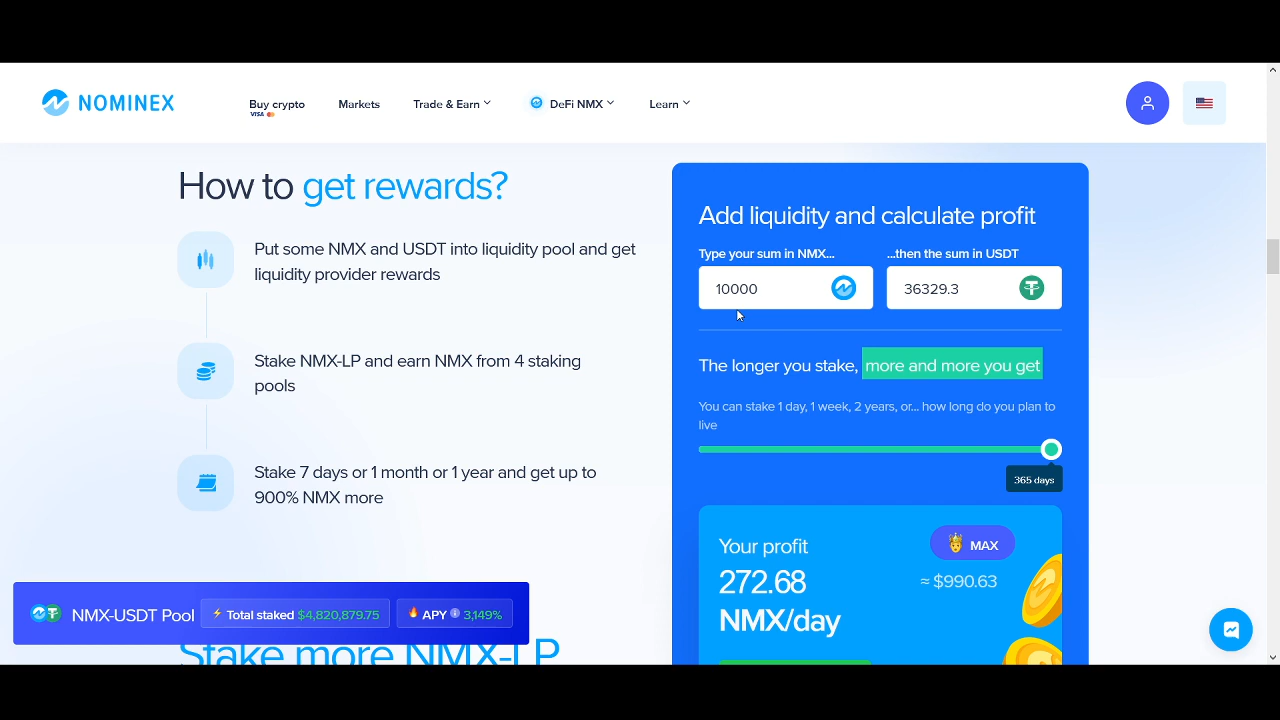 NOMINEX
Buy crypto
VISA
Markets
Trade & Earn
DeFi NMX
Learn
How to get rewards?
Put some NMX and USDT into liquidity pool and get
liquidity provider rewards
Stake NMX-LP and earn NMX from 4 staking
pools
Stake 7 days or 1 month or 1 year and get up to
900% NMX more
Add liquidity and calculate profit
Type your sum in NMX...
...then the sum in USDT
10000
36329.3
The longer you stake, more and more you get
You can stake 1 day, 1 week, 2 years, or... how long do you plan to
live
365 days
Your profit
MAX
272.68
≈ $990.63
NMX/day
NMX-USDT Pool
Total staked $4,820,879.75
APY 3,149%
Stake more NMX-LP